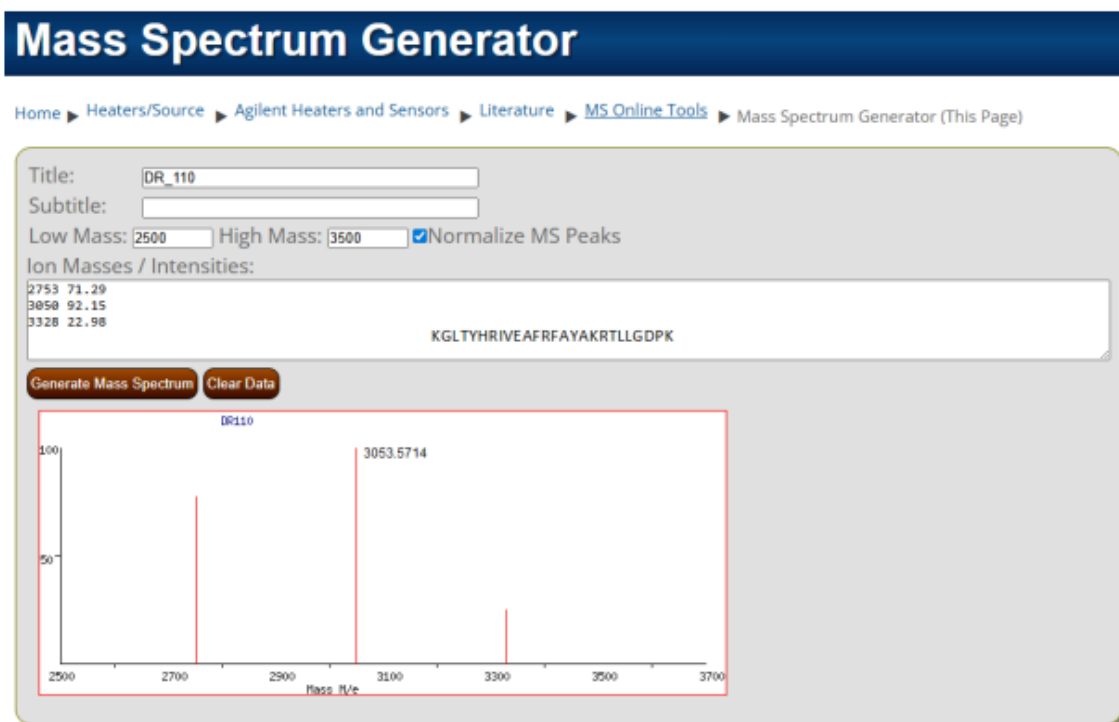 Mass Spectrum Generator
Home ▶ Heaters/Source ▶ Agilent Heaters and Sensors ▶ Literature ▶ MS Online Tools ▶ Mass Spectrum Generator (This Page)
Title: DR_110
Subtitle:
Low Mass: 2500 High Mass: 3500 Normalize MS Peaks
Ion Masses / Intensities:
2753 71.29
3050 92.15
3328 22.98
KGLTYHRIVEAFRFAYAKRTLLGDPK
Generate Mass Spectrum Clear Data
DR110
100 3053.5714
50
2500 2700 2900 3100 3300 3500 3700
Mass M/e